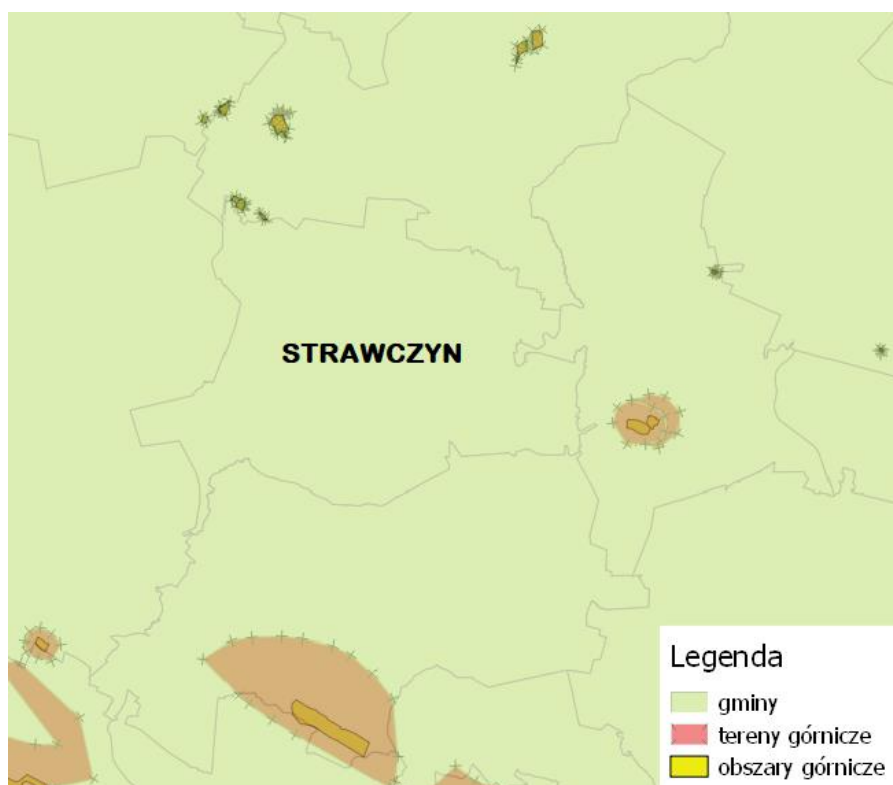 STRAWCZYN
Legenda
gminy
tereny górnicze
obszary górnicze